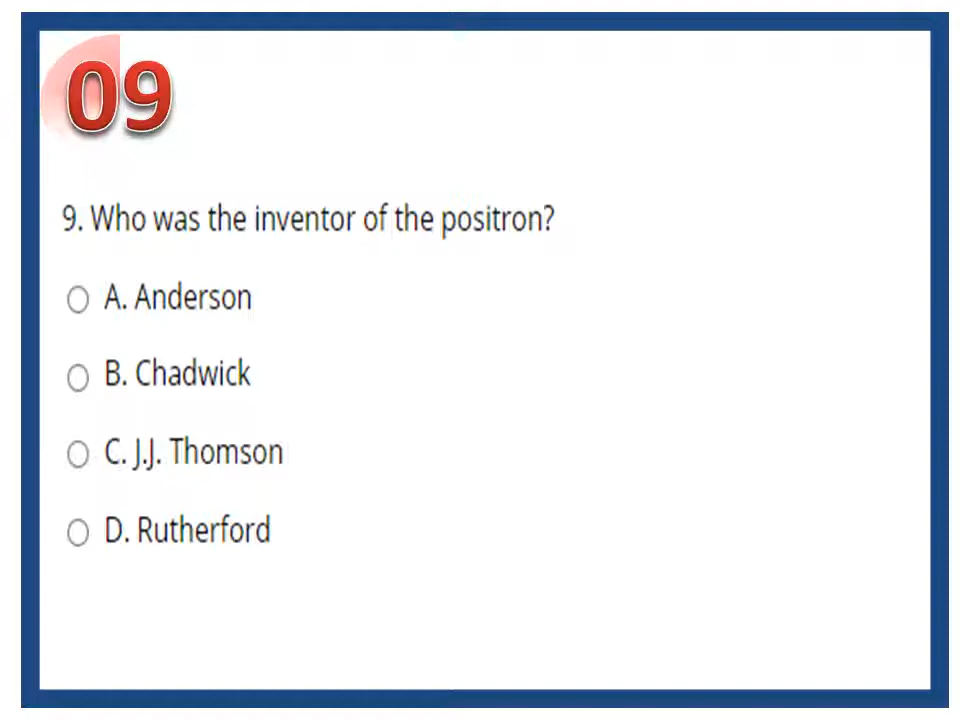 09
9. Who was the inventor of the positron?
A. Anderson
B. Chadwick
C. J.J. Thomson
D. Rutherford